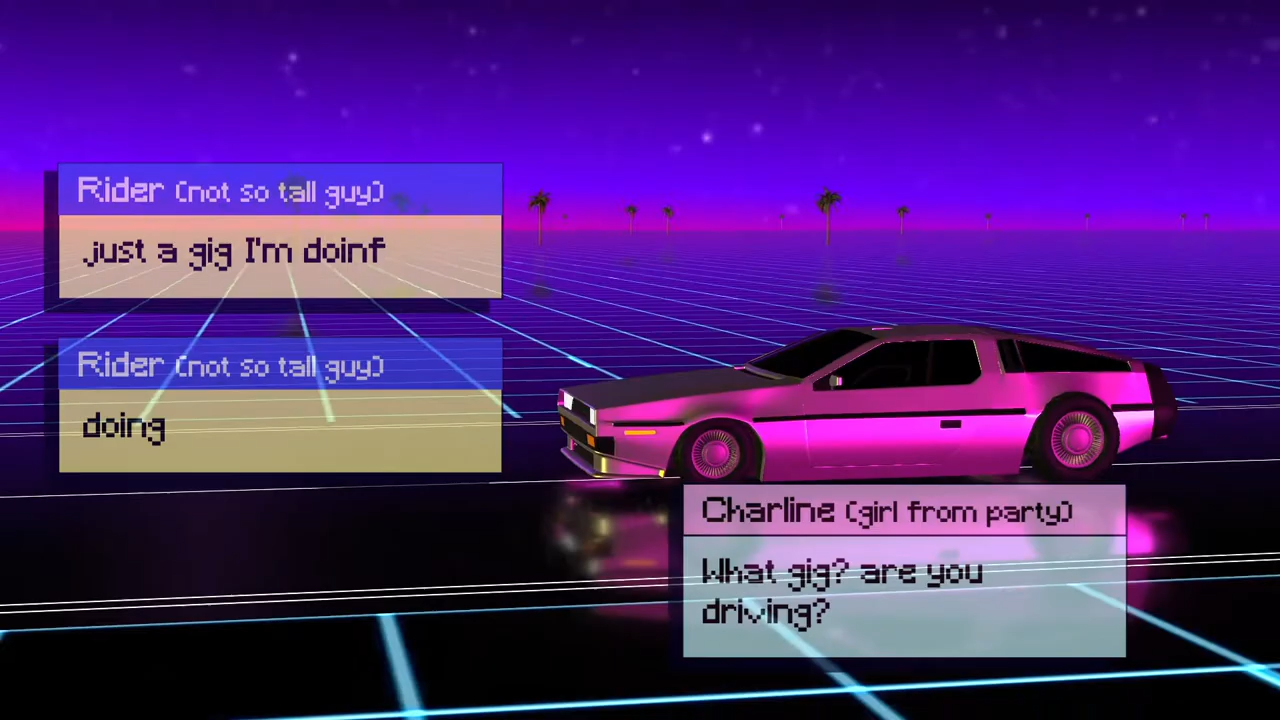 Rider (not so tall guy)
just a gig I'm doinf
Rider (not so tall guy)
doing
Charline (girl from party)
What gig? are you
driving?